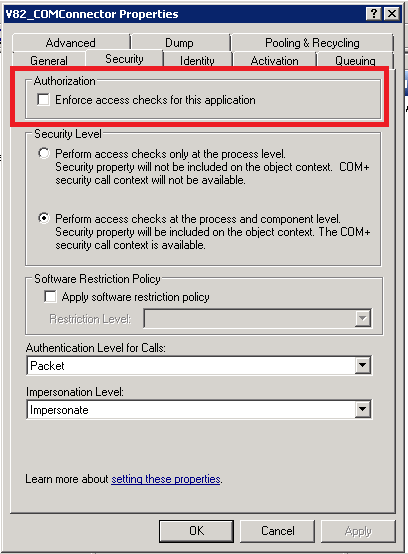 V82_COMConnector Properties
Advanced Dump Pooling & Recycling
General Security Identity Activation Queuing
Authorization
Enforce access checks for this application
Security Level
Perform access checks only at the process level.
Security property will not be included on the object context. COM+
security call context will not be available.
Perform access checks at the process and component level.
Security property will be included on the object context. The COM+
security call context is available.
Software Restriction Policy
Apply software restriction policy
Restriction Level:
Authentication Level for Calls:
Packet
Impersonation Level:
Impersonate
Learn more about setting these properties.
OK Cancel Apply